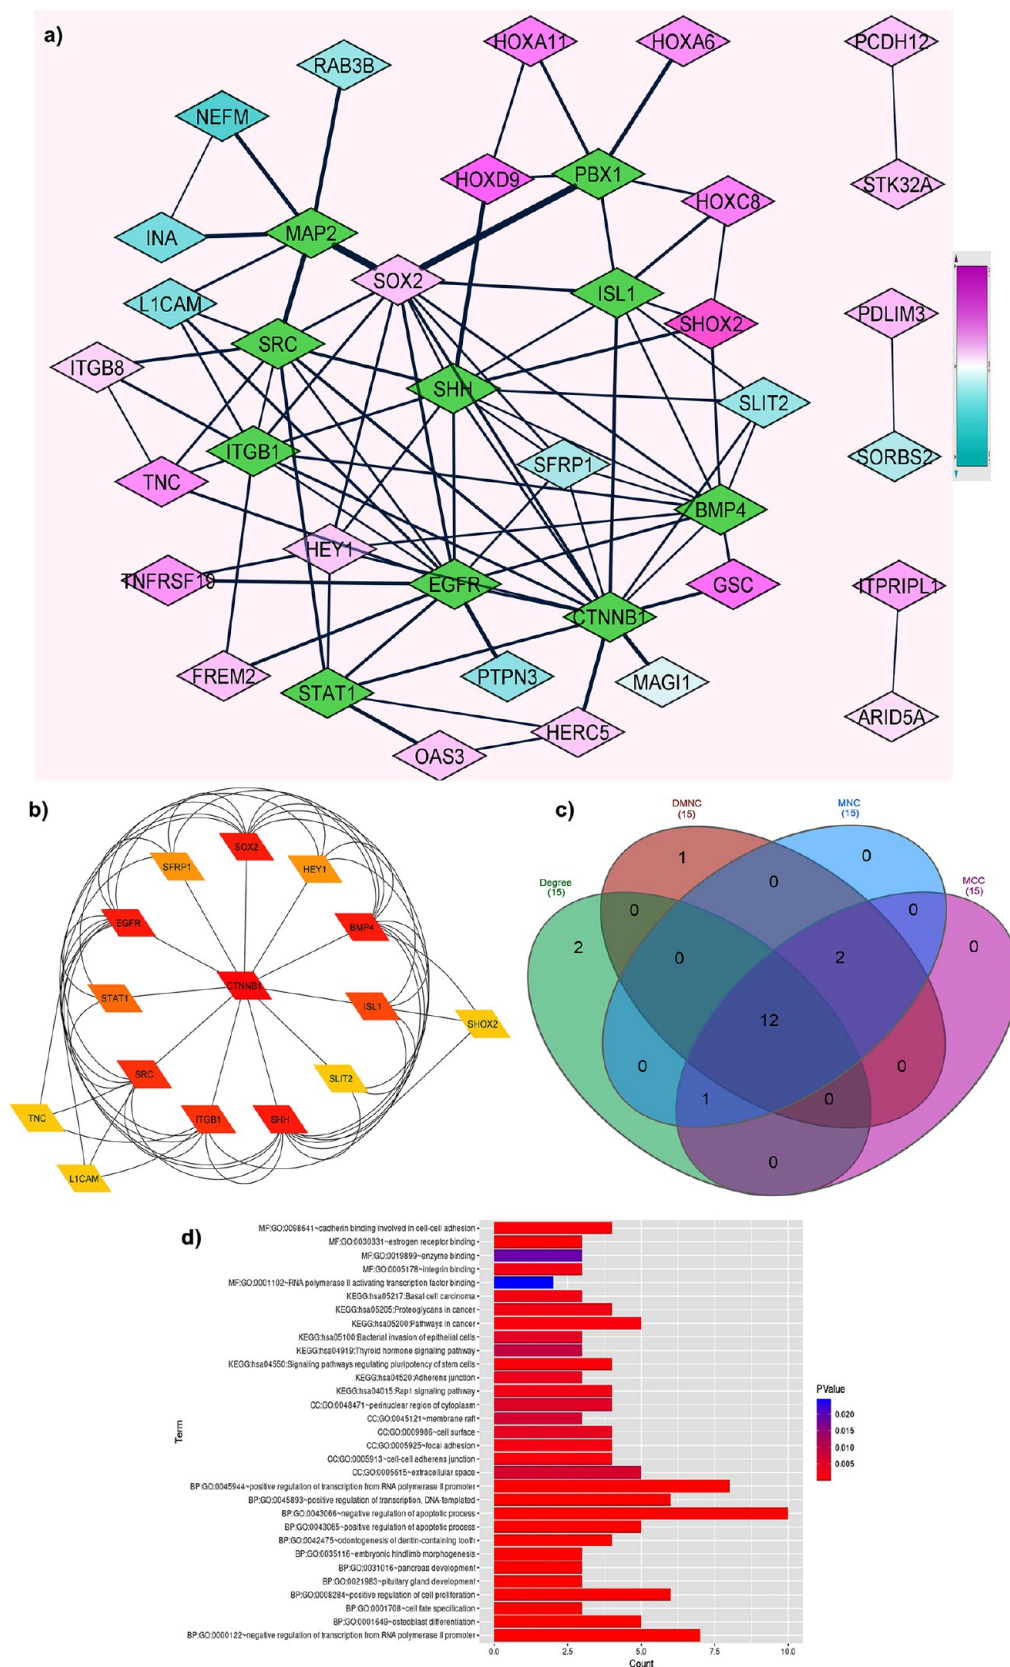 a)
HOXA11
HOXA6
PCDH12
RAB3B
NEFM
HOXD9
PBX1
STK32A
HOXC8
INA
MAP2
SOX2
L1CAM
ISL1
SHOX2
PDLIM3
SRC
ITGB8
SHH
SLIT2
ITGB1
SFRP1
SORBS2
TNC
BMP4
HEY1
TNFRSF19
EGFR
GSC
ITPRIPL1
CTNNB1
FREM2
PTPN3
MAGI1
STAT1
ARID5A
HERC5
OAS3
b)
SOX2
SFRP1
HEY1
EGFR
BMP4
CTNNB1
STAT1
ISL1
SHOX2
SRC
SLIT2
TNC
ITGB1
SHH
L1CAM
c)
DMNC
(15)
MNC
(15)
Degree
(15)
MCC
(15)
1
0
0
0
0
2
0
2
0
12
0
0
1
0
0
d)
MF:GO:0098641~cadherin binding involved in cell-cell adhesion
MF:GO:0030331~estrogen receptor binding
MF:GO:0019899~enzyme binding
MF:GO:0005178~integrin binding
MF:GO:0001102~RNA polymerase II activating transcription factor binding
KEGG:hsa05217:Basal cell carcinoma
KEGG:hsa05205:Proteoglycans in cancer
KEGG:hsa05200:Pathways in cancer
KEGG:hsa05100:Bacterial invasion of epithelial cells
KEGG:hsa04919:Thyroid hormone signaling pathway
KEGG:hsa04550:Signaling pathways regulating pluripotency of stem cells
KEGG:hsa04520:Adherens junction
KEGG:hsa04015:Rap1 signaling pathway
CC:GO:0048471~perinuclear region of cytoplasm
CC:GO:0045121~membrane raft
CC:GO:0009986~cell surface
CC:GO:0005925~focal adhesion
CC:GO:0005913~cell-cell adherens junction
CC:GO:0005615~extracellular space
BP:GO:0045944~positive regulation of transcription from RNA polymerase II promoter
BP:GO:0045893~positive regulation of transcription, DNA-templated
BP:GO:0043066~negative regulation of apoptotic process
BP:GO:0043065~positive regulation of apoptotic process
BP:GO:0042475~odontogenesis of dentin-containing tooth
BP:GO:0035116~embryonic hindlimb morphogenesis
BP:GO:0031016~pancreas development
BP:GO:0021983~pituitary gland development
BP:GO:0008284~positive regulation of cell proliferation
BP:GO:0001708~cell fate specification
BP:GO:0001649~osteoblast differentiation
BP:GO:0000122~negative regulation of transcription from RNA polymerase II promoter
Term
0.0
2.5
5.0
7.5
10.0
Count
PValue
0.020
0.015
0.010
0.005